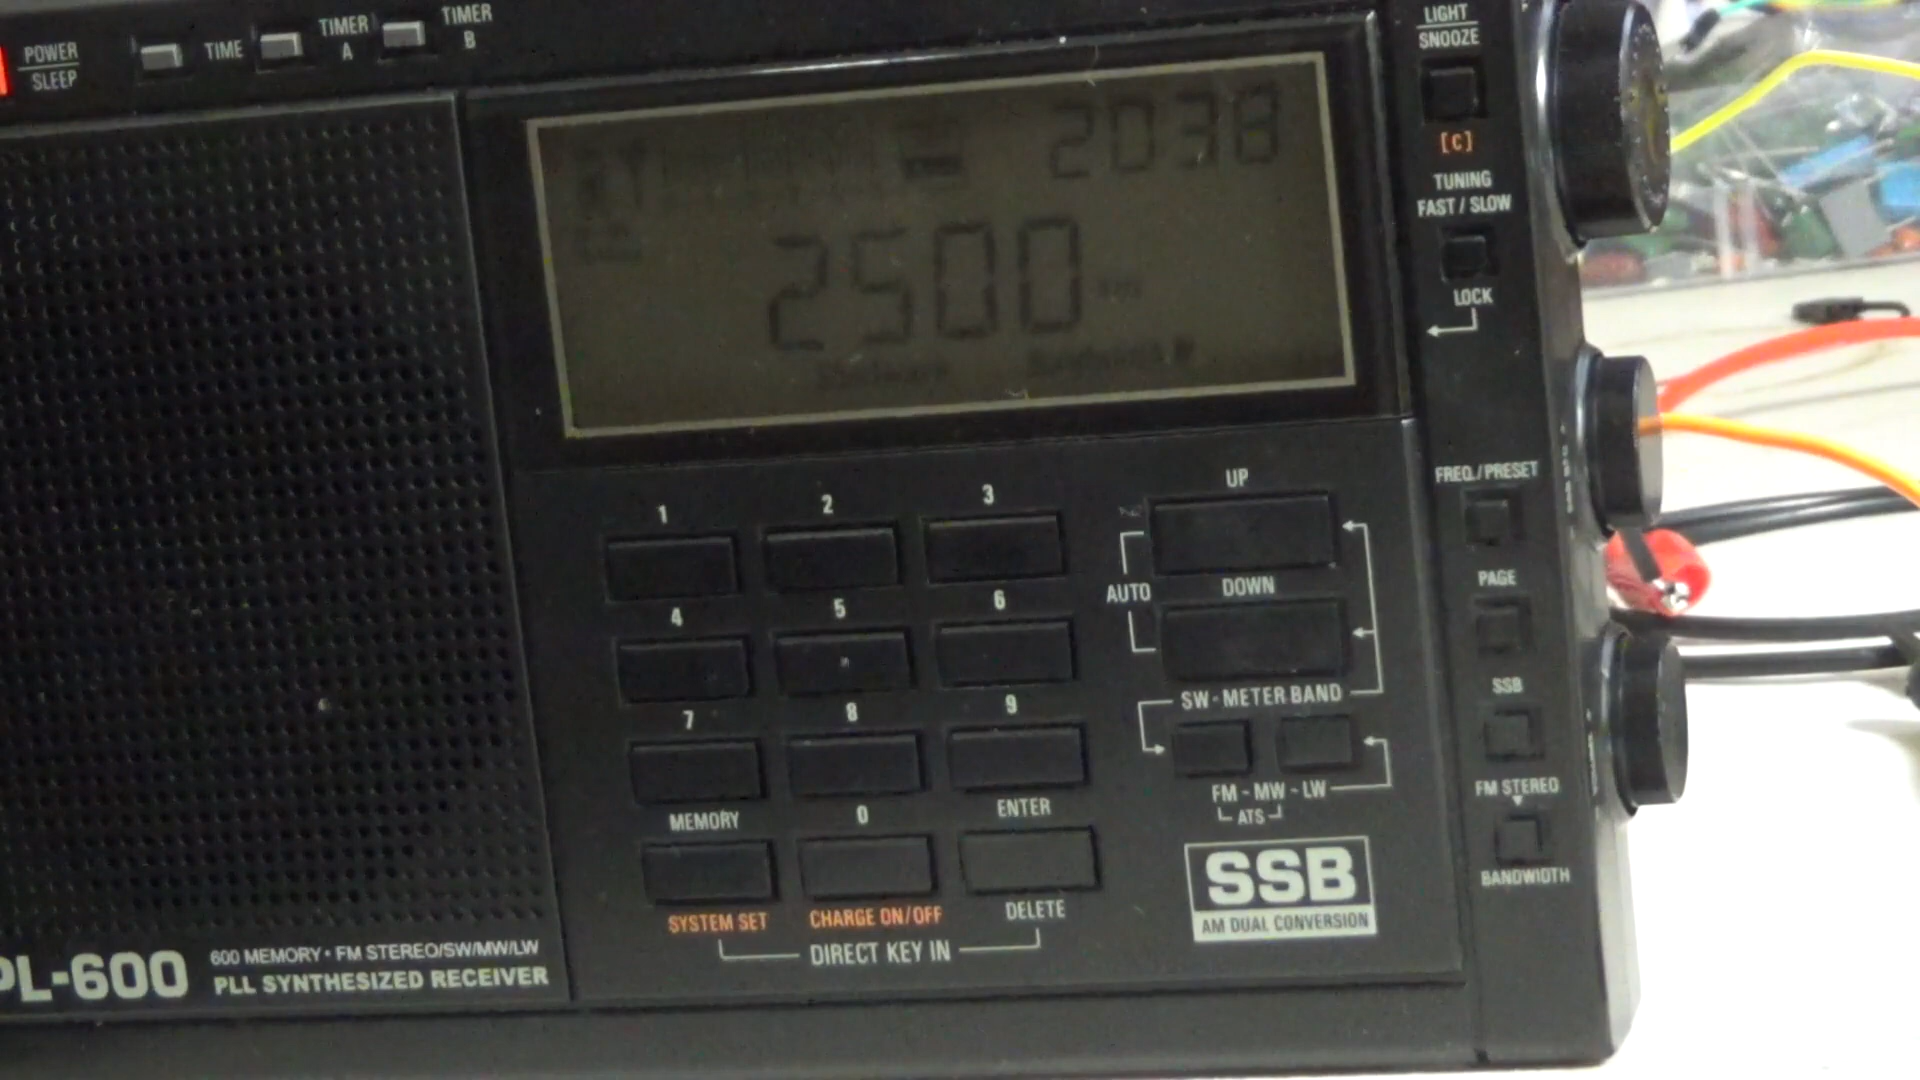 POWER
SLEEP
TIME
TIMER
A
TIMER
B
LIGHT
SNOOZE
[C]
TUNING
FAST / SLOW
LOCK
2038
2500
1
2
3
UP
4
5
6
AUTO
DOWN
7
8
9
SW - METER BAND
FM - MW - LW
ATS
MEMORY
0
ENTER
SYSTEM SET
CHARGE ON/OFF
DELETE
DIRECT KEY IN
FREQ./PRESET
PAGE
SSB
FM STEREO
BANDWIDTH
SSB
AM DUAL CONVERSION
PL-600
600 MEMORY • FM STEREO/SW/MW/LW
PLL SYNTHESIZED RECEIVER